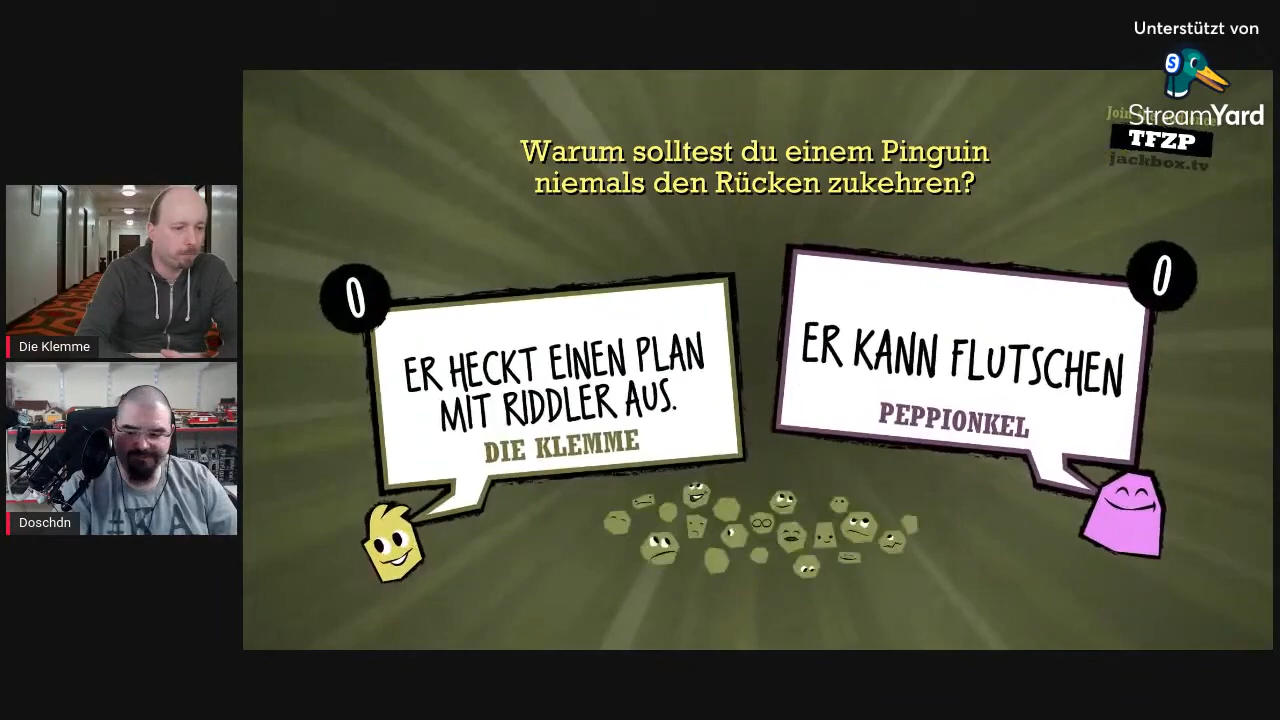 Unterstützt von
StreamYard
TFZP
jackbox.tv
Warum solltest du einem Pinguin
niemals den Rücken zukehren?
0
0
ER HECKT EINEN PLAN
MIT RIDDLER AUS.
DIE KLEMME
ER KANN FLUTSCHEN
PEPPIONKEL
Die Klemme
Doschdn